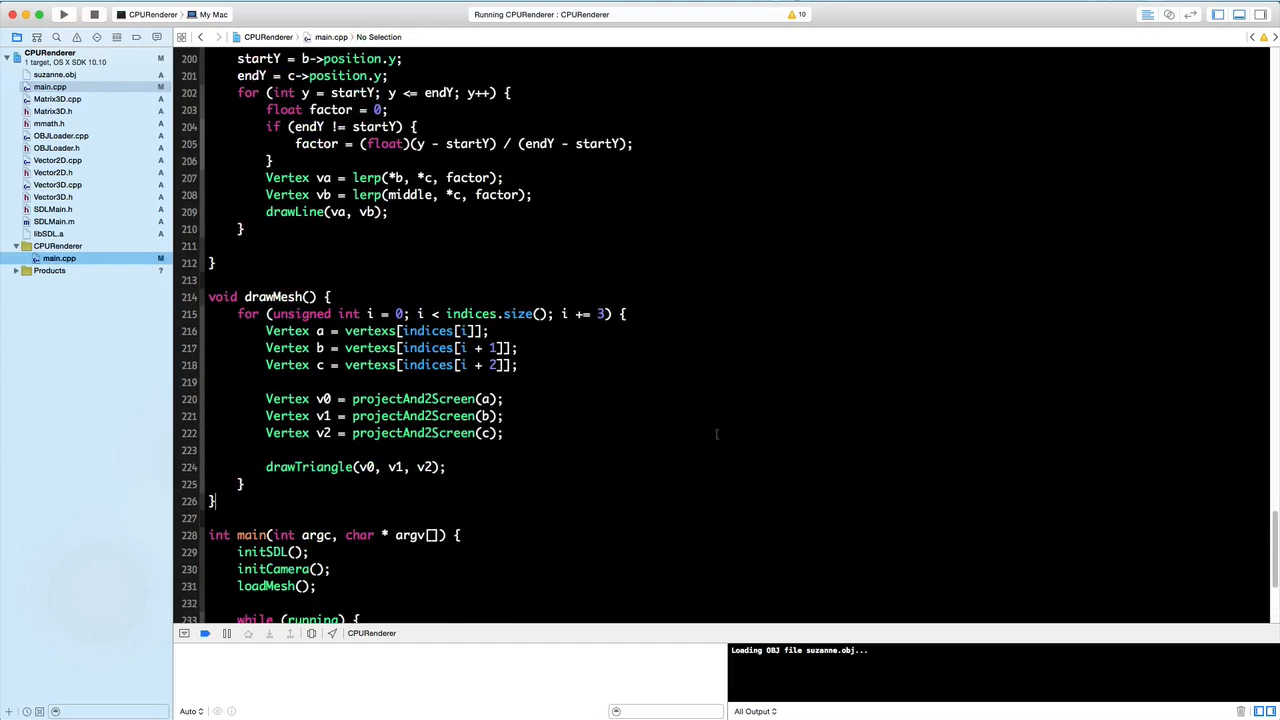 CPURenderer 〉 My Mac
Running CPURenderer : CPURenderer
10
CPURenderer 〉 main.cpp 〉 No Selection
CPURenderer M
1 target, OS X SDK 10.10
suzanne.obj A
main.cpp M
Matrix3D.cpp A
Matrix3D.h A
mmath.h A
OBJLoader.cpp A
OBJLoader.h A
Vector2D.cpp A
Vector2D.h A
Vector3D.cpp A
Vector3D.h A
SDLMain.h A
SDLMain.m A
libSDL.a A
CPURenderer
main.cpp M
Products ?
200 startY = b->position.y;
201 endY = c->position.y;
202 for (int y = startY; y <= endY; y++) {
203 float factor = 0;
204 if (endY != startY) {
205 factor = (float)(y - startY) / (endY - startY);
206 }
207 Vertex va = lerp(*b, *c, factor);
208 Vertex vb = lerp(middle, *c, factor);
209 drawLine(va, vb);
210 }
211
212 }
213
214 void drawMesh() {
215 for (unsigned int i = 0; i < indices.size(); i += 3) {
216 Vertex a = vertexs[indices[i]];
217 Vertex b = vertexs[indices[i + 1]];
218 Vertex c = vertexs[indices[i + 2]];
219
220 Vertex v0 = projectAnd2Screen(a);
221 Vertex v1 = projectAnd2Screen(b);
222 Vertex v2 = projectAnd2Screen(c);
223
224 drawTriangle(v0, v1, v2);
225 }
226 }
227
228 int main(int argc, char * argv[]) {
229 initSDL();
230 initCamera();
231 loadMesh();
232
233 while (running) {
CPURenderer
Loading OBJ file suzanne.obj...
Auto
All Output